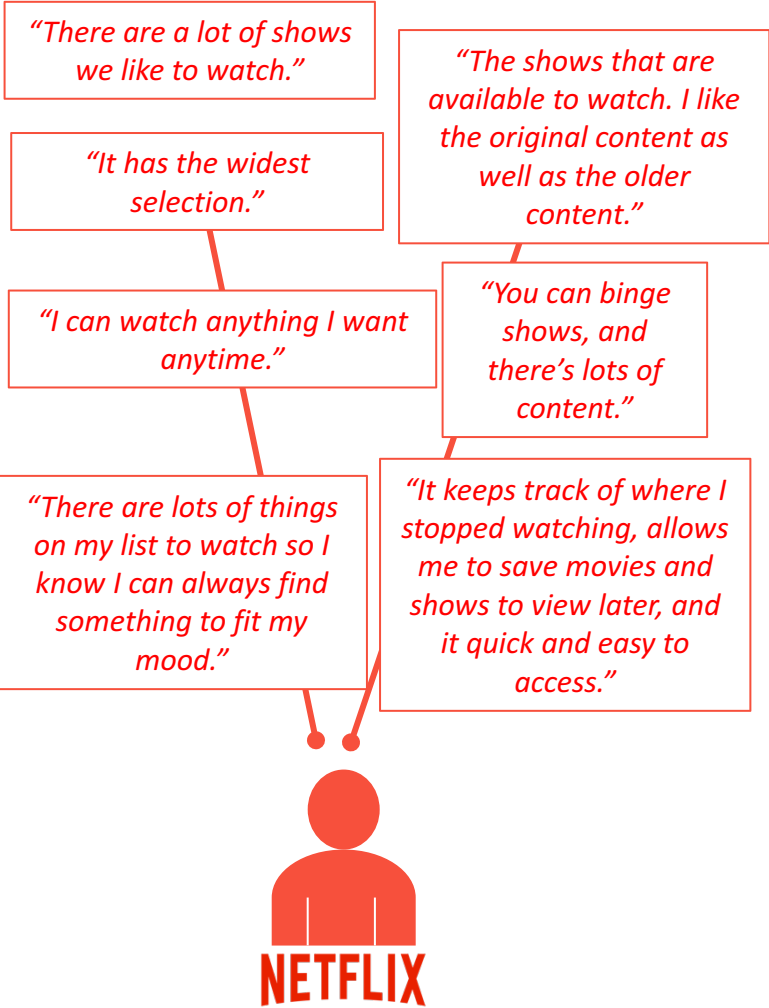 “There are a lot of shows
we like to watch.”
“The shows that are
available to watch. I like
the original content as
well as the older
content.”
“It has the widest
selection.”
“I can watch anything I want
anytime.”
“You can binge
shows, and
there’s lots of
content.”
“There are lots of things
on my list to watch so I
know I can always find
something to fit my
mood.”
“It keeps track of where I
stopped watching, allows
me to save movies and
shows to view later, and
it quick and easy to
access.”
NETFLIX